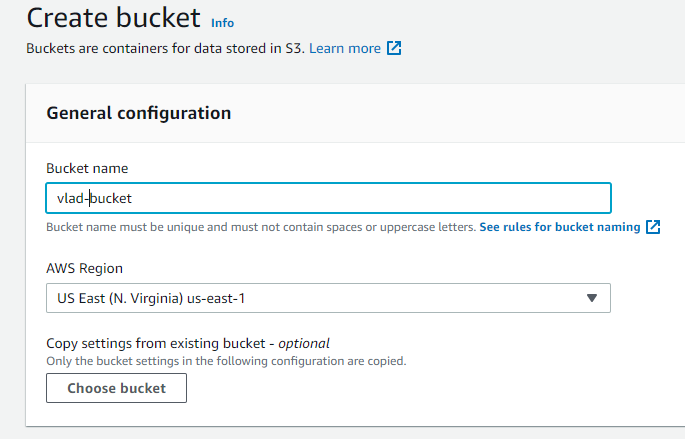 Create bucket Info
Buckets are containers for data stored in S3. Learn more
General configuration
Bucket name
vlad-bucket
Bucket name must be unique and must not contain spaces or uppercase letters. See rules for bucket naming
AWS Region
US East (N. Virginia) us-east-1
Copy settings from existing bucket - optional
Only the bucket settings in the following configuration are copied.
Choose bucket